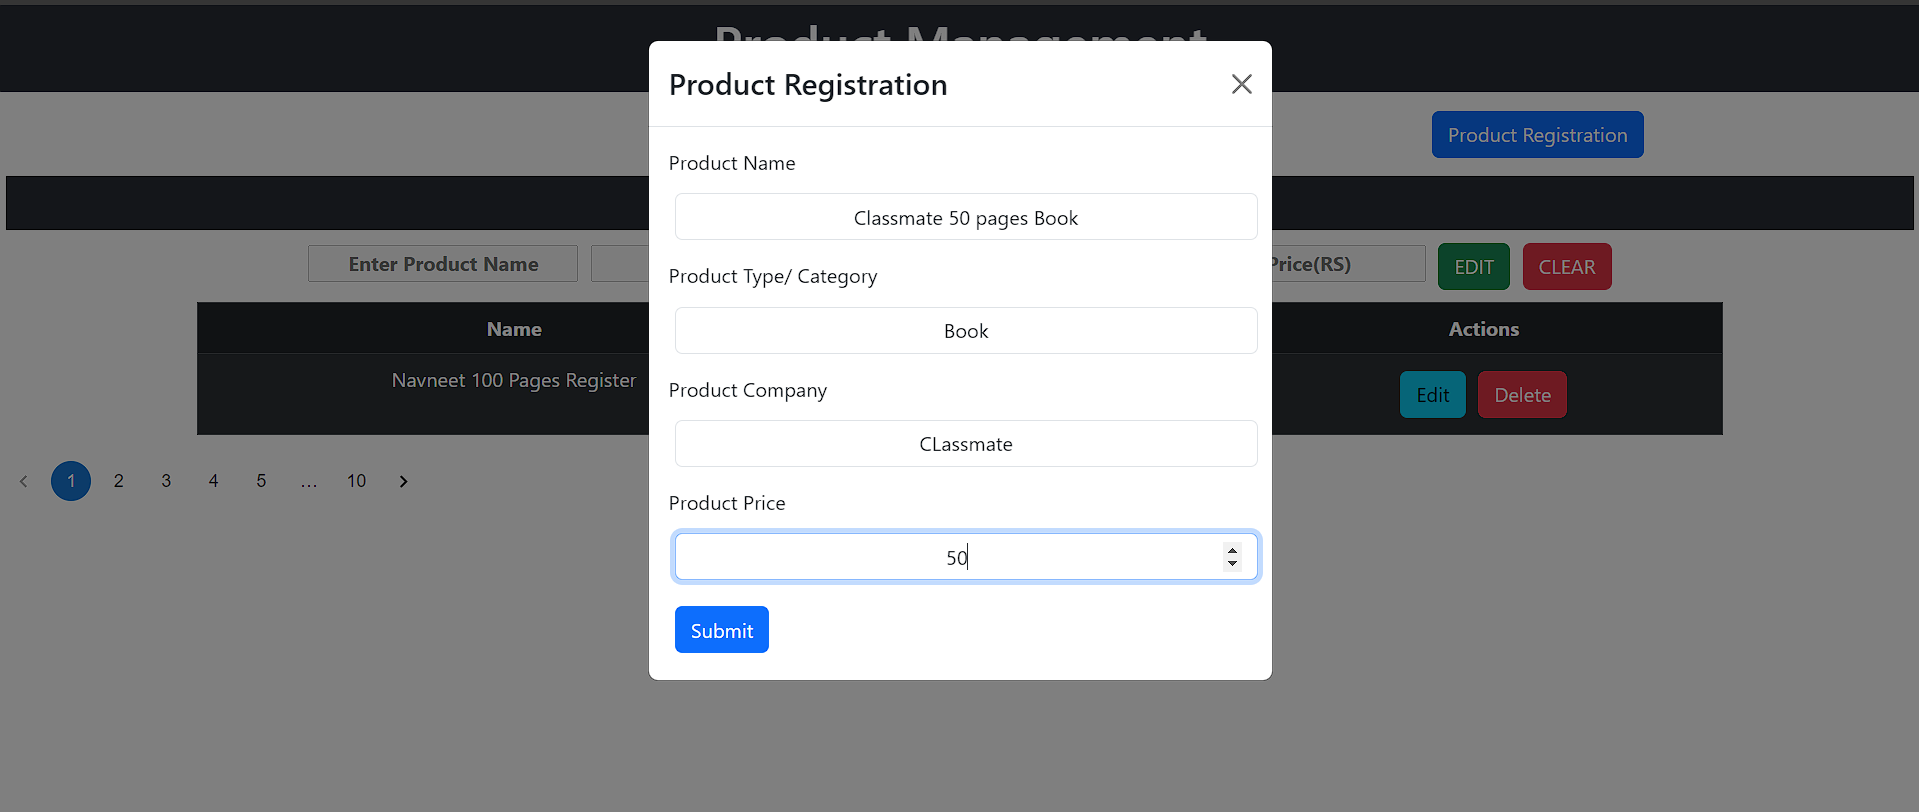 Product Management
Product Registration
Product Registration
Product Name
Classmate 50 pages Book
Enter Product Name
Price(RS)
EDIT
CLEAR
Product Type/ Category
Book
Name
Actions
Navneet 100 Pages Register
Edit
Delete
Product Company
CLassmate
1 2 3 4 5 ... 10
Product Price
50
Submit